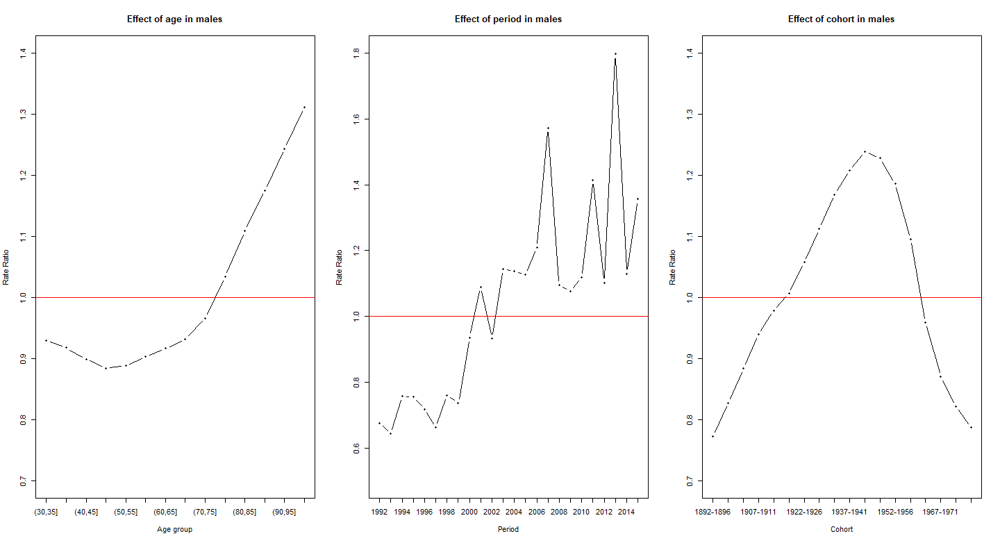 Effect of age in males
1.4
1.3
1.2
1.1
1.0
0.9
0.8
0.7
Rate Ratio
(30,35] (40,45] (50,55] (60,65] (70,75] (80,85] (90,95]
Age group
Effect of period in males
1.8
1.6
1.4
1.2
1.0
0.8
0.6
Rate Ratio
1992 1994 1996 1998 2000 2002 2004 2006 2008 2010 2012 2014
Period
Effect of cohort in males
1.4
1.3
1.2
1.1
1.0
0.9
0.8
0.7
Rate Ratio
1892-1896 1907-1911 1922-1926 1937-1941 1952-1956 1967-1971
Cohort